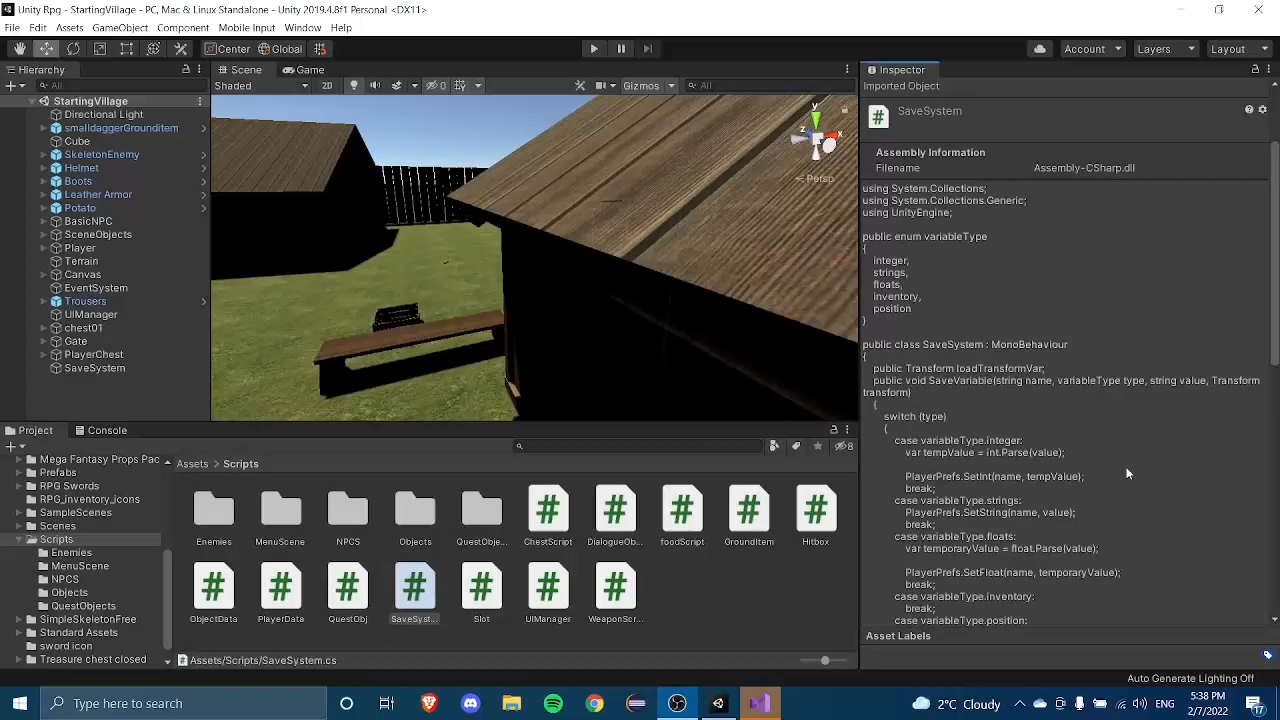 Unity Rpg - StartingVillage - PC, Mac & Linux Standalone - Unity 2019.4.8f1 Personal <DX11>
File Edit Assets GameObject Component Mobile Input Window Help
Center Global Account Layers Layout
Hierarchy
All
StartingVillage
Directional Light
smalldaggerGroundItem
Cube
SkeletonEnemy
Helmet
Boots
Leather Armor
Potato
BasicNPC
SceneObjects
Player
Terrain
Canvas
EventSystem
Trousers
UIManager
chest01
Gate
PlayerChest
SaveSystem
Scene Game
Shaded 2D 0 Gizmos All
y
z x
Persp
Inspector
Imported Object
SaveSystem
Assembly Information
Filename Assembly-CSharp.dll
using System.Collections;
using System.Collections.Generic;
using UnityEngine;
public enum variableType
{
integer,
strings,
floats,
inventory,
position
}
public class SaveSystem : MonoBehaviour
{
public Transform loadTransformVar;
public void SaveVariable(string name, variableType type, string value, Transform
transform)
{
switch (type)
{
case variableType.integer:
var tempValue = int.Parse(value);
PlayerPrefs.SetInt(name, tempValue);
break;
case variableType.strings:
PlayerPrefs.SetString(name, value);
break;
case variableType.floats:
var temporaryValue = float.Parse(value);
PlayerPrefs.SetFloat(name, temporaryValue);
break;
case variableType.inventory:
break;
case variableType.position:
Asset Labels
Project Console
8
Mega Fantasy Props Pac
Prefabs
RPG Swords
RPG_inventory_icons
SampleScenes
Scenes
Scripts
Enemies
MenuScene
NPCS
Objects
QuestObjects
SimpleSkeletonFree
Standard Assets
sword icon
Treasure chest closed
Assets > Scripts
Enemies MenuScene NPCS Objects QuestObje... ChestScript DialogueOb... foodScript GroundItem Hitbox
ObjectData PlayerData QuestObj SaveSyst... Slot UIManager WeaponScr...
Assets/Scripts/SaveSystem.cs
Auto Generate Lighting Off
Type here to search
2°C Cloudy ENG 5:38 PM
2/7/2022